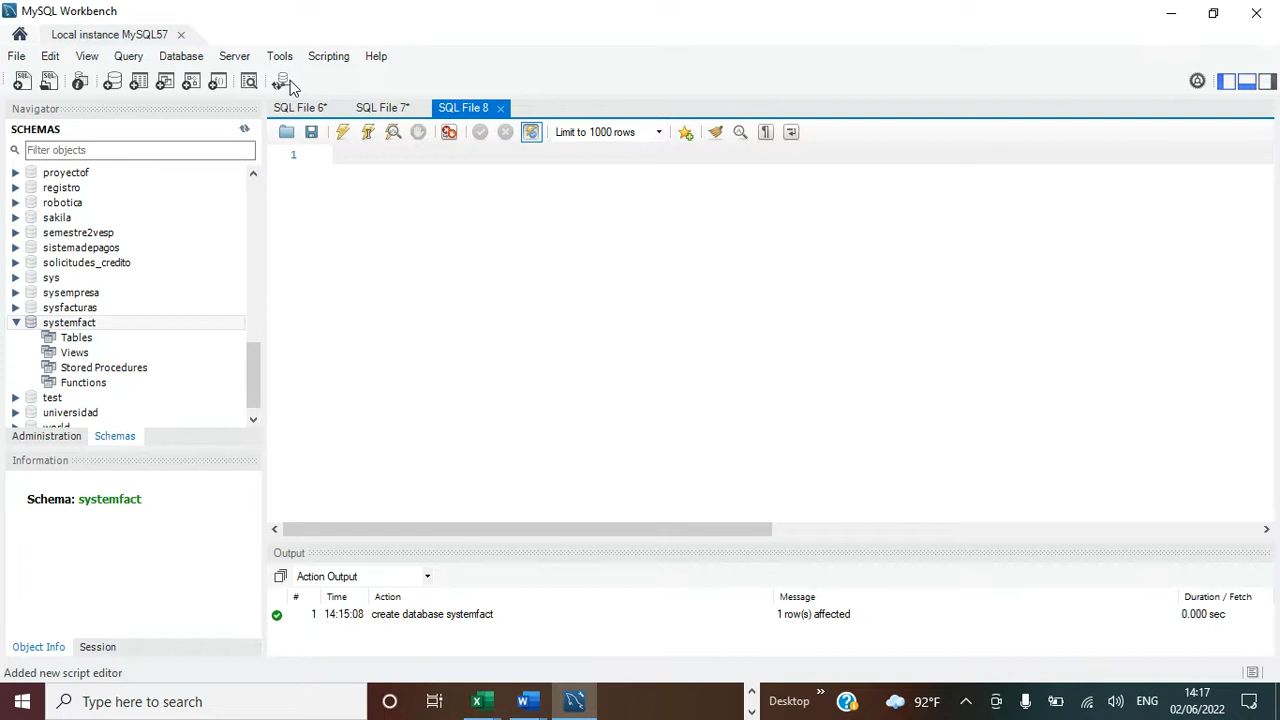 MySQL Workbench
Local instance MySQL57
File Edit View Query Database Server Tools Scripting Help
Navigator
SQL File 6* SQL File 7* SQL File 8
SCHEMAS
Limit to 1000 rows
Filter objects
1
proyectof
registro
robotica
sakila
semestre2vesp
sistemadepagos
solicitudes_credito
sys
sysempresa
sysfacturas
systemfact
Tables
Views
Stored Procedures
Functions
test
universidad
world
Administration Schemas
Information
Schema: systemfact
Output
Action Output
# Time Action Message Duration / Fetch
1 14:15:08 create database systemfact 1 row(s) affected 0.000 sec
Object Info Session
Added new script editor
Type here to search
Desktop
92°F
ENG
14:17
02/06/2022